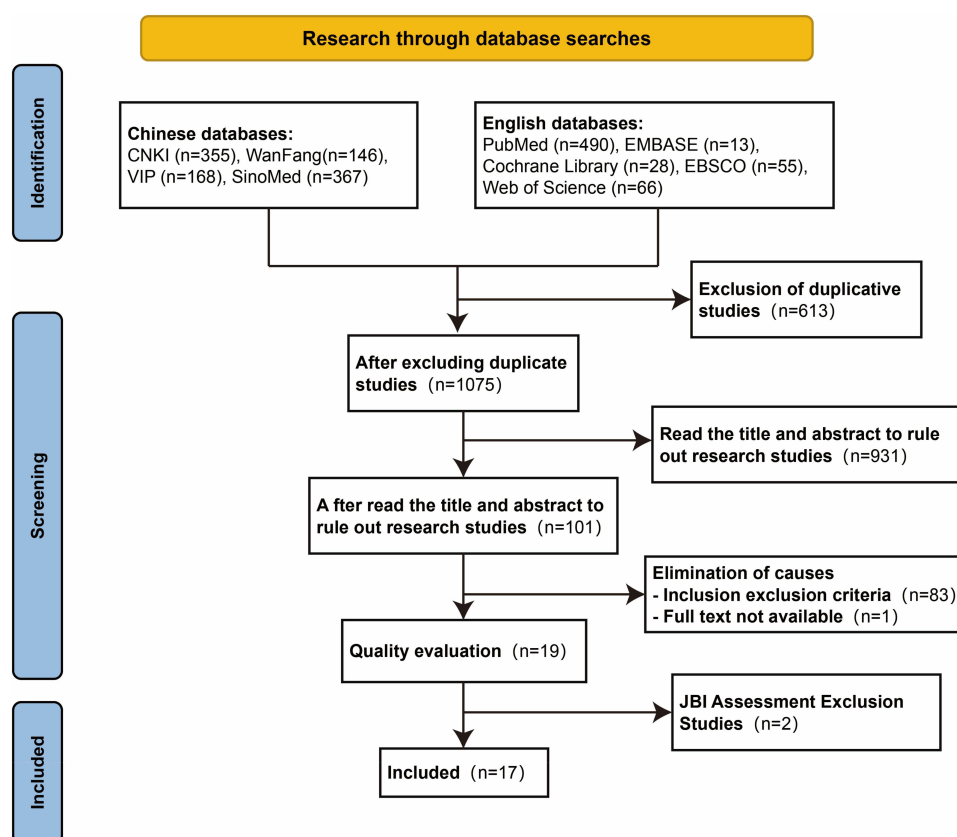 Research through database searches
Identification
Chinese databases:
CNKI (n=355), WanFang(n=146),
VIP (n=168), SinoMed (n=367)
English databases:
PubMed (n=490), EMBASE (n=13),
Cochrane Library (n=28), EBSCO (n=55),
Web of Science (n=66)
Exclusion of duplicative
studies（n=613）
Screening
After excluding duplicate
studies（n=1075）
Read the title and abstract to rule
out research studies（n=931）
A fter read the title and abstract to
rule out research studies（n=101）
Elimination of causes
- Inclusion exclusion criteria（n=83）
- Full text not available（n=1）
Quality evaluation（n=19）
JBI Assessment Exclusion
Studies（n=2）
Included
Included（n=17）